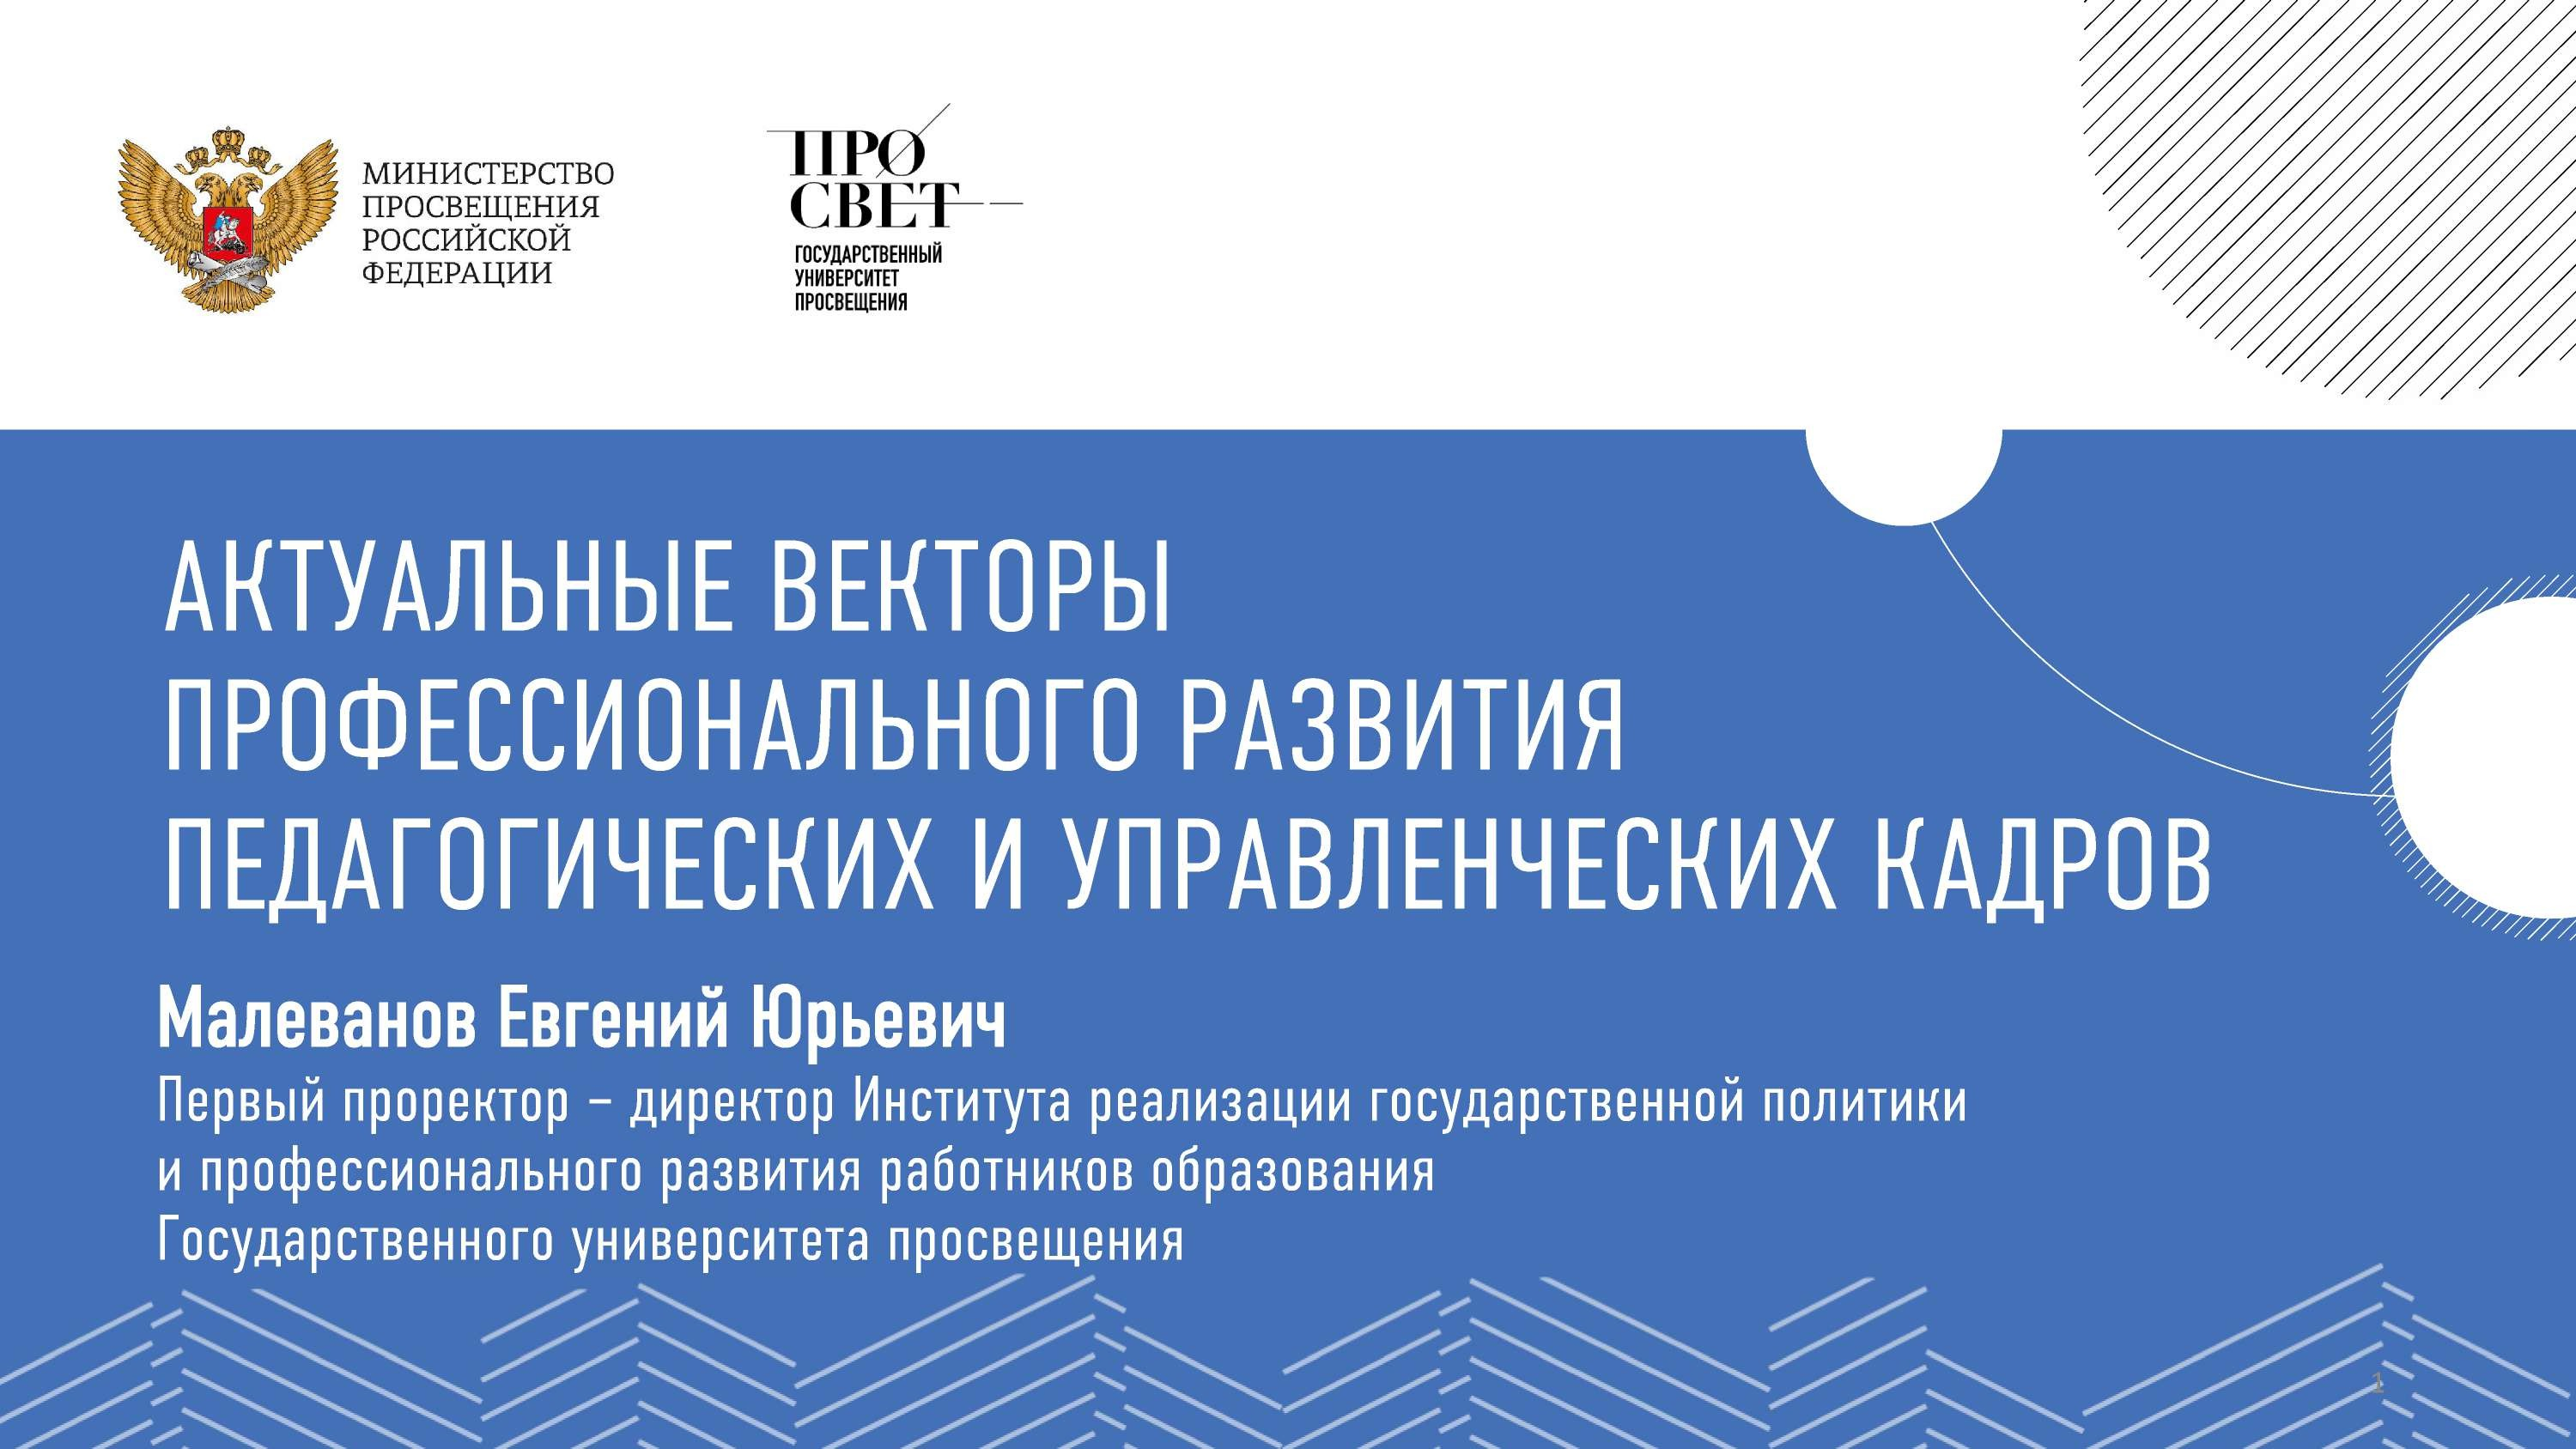 МИНИСТЕРСТВО
ПРОСВЕЩЕНИЯ
РОССИЙСКОЙ
ФЕДЕРАЦИИ
ПРО
СВЕТ
ГОСУДАРСТВЕННЫЙ
УНИВЕРСИТЕТ
ПРОСВЕЩЕНИЯ
АКТУАЛЬНЫЕ ВЕКТОРЫ
ПРОФЕССИОНАЛЬНОГО РАЗВИТИЯ
ПЕДАГОГИЧЕСКИХ И УПРАВЛЕНЧЕСКИХ КАДРОВ
Малеванов Евгений Юрьевич
Первый проректор – директор Института реализации государственной политики
и профессионального развития работников образования
Государственного университета просвещения
1